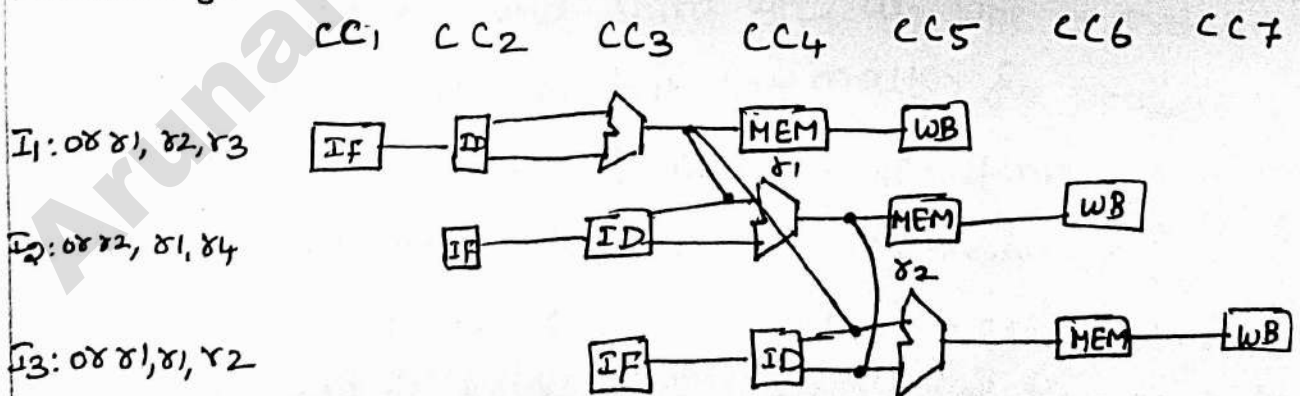 CC1 CC2 CC3 CC4 CC5 CC6 CC7
I1: or r1, r2, r3 IF ID MEM WB
r1
I2: or r2, r1, r4 IF ID MEM WB
r2
I3: or r1, r1, r2 IF ID MEM WB
Aruna